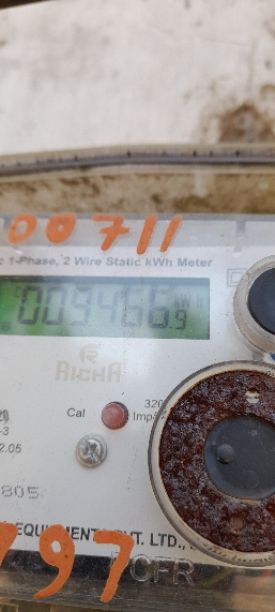 00711
c 1-Phase, 2 Wire Static kWh Meter
009466.9 kWh
RICHA
Cal
320
Imp/
-3
2.05
805
EQUIPMENT
VT. LTD.,
797
CFR